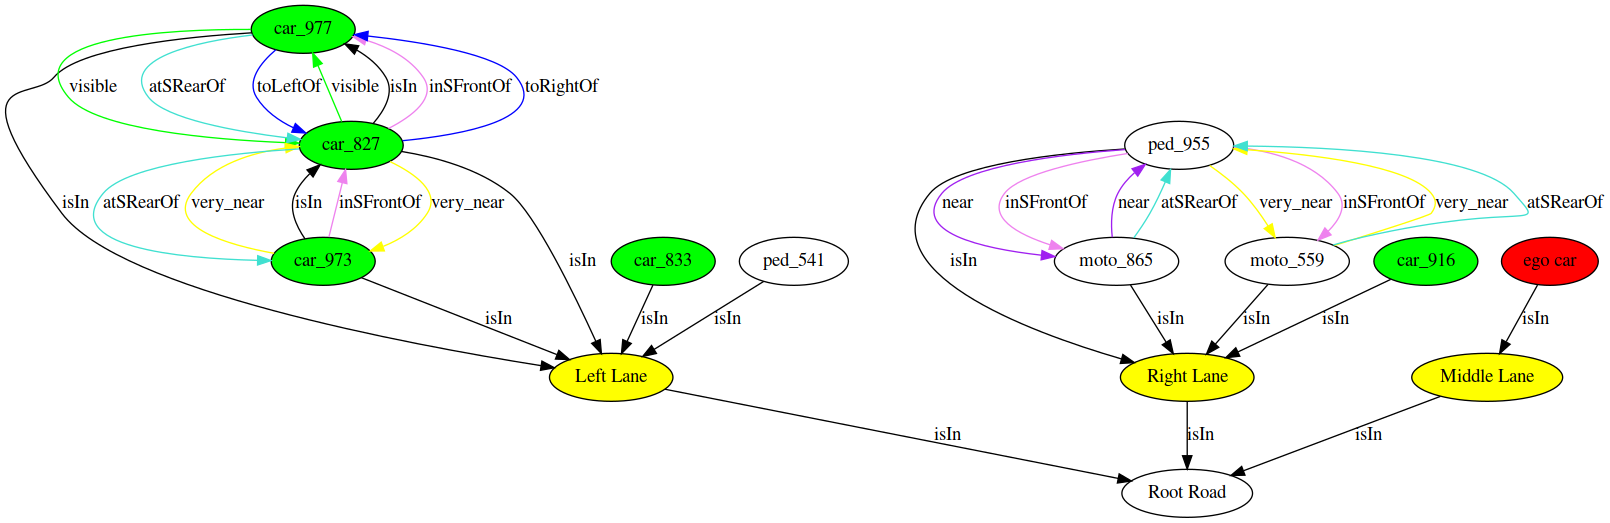 car_977
visible
atSRearOf
toLeftOf
visible
isIn
inSFrontOf
toRightOf
car_827
ped_955
isIn
atSRearOf
very_near
isIn
inSFrontOf
very_near
near
inSFrontOf
near
atSRearOf
very_near
inSFrontOf
very_near
atSRearOf
car_973
isIn
car_833
ped_541
isIn
moto_865
moto_559
car_916
ego car
isIn
isIn
isIn
isIn
isIn
isIn
isIn
Left Lane
Right Lane
Middle Lane
isIn
isIn
isIn
Root Road